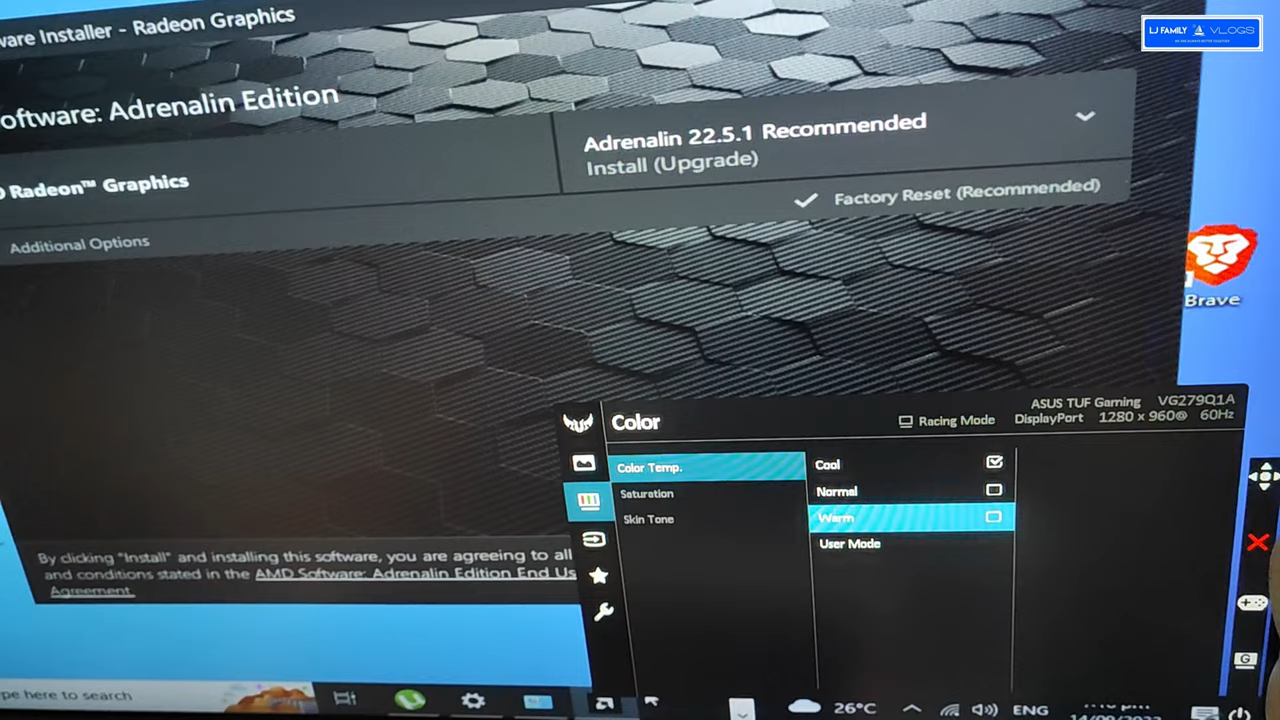 ware Installer - Radeon Graphics
LJ FAMILY VLOGS
oftware: Adrenalin Edition
Adrenalin 22.5.1 Recommended
Install (Upgrade)
D Radeon™ Graphics
Factory Reset (Recommended)
Additional Options
Brave
ASUS TUF Gaming VG279Q1A
Color
Racing Mode
DisplayPort 1280 x 960@ 60Hz
Color Temp.
Saturation
Skin Tone
Cool
Normal
Warm
User Mode
By clicking "Install" and installing this software, you are agreeing to all
and conditions stated in the AMD Software: Adrenalin Edition End Us
Agreement.
G
pe here to search
26°C
ENG